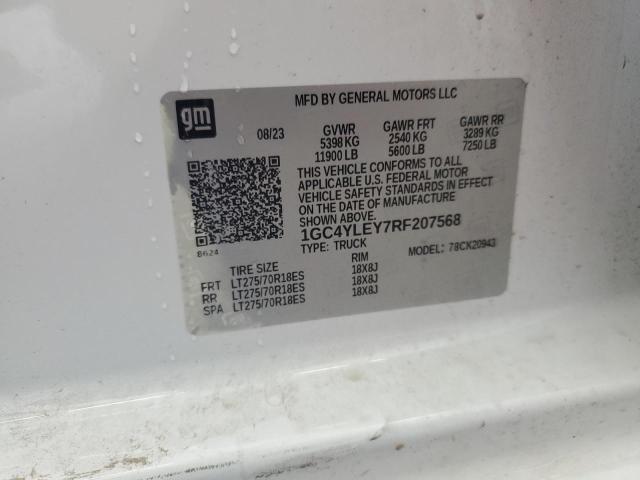 MFD BY GENERAL MOTORS LLC
gm
08/23 GVWR GAWR FRT GAWR RR
5398 KG 2540 KG 3289 KG
11900 LB 5600 LB 7250 LB
THIS VEHICLE CONFORMS TO ALL
APPLICABLE U.S. FEDERAL MOTOR
VEHICLE SAFETY STANDARDS IN EFFECT
ON THE DATE OF MANUFACTURE
SHOWN ABOVE.
1GC4YLEY7RF207568
8624 TYPE: TRUCK MODEL: 78CK20943
TIRE SIZE RIM
FRT LT275/70R18ES 18X8J
RR LT275/70R18ES 18X8J
SPA LT275/70R18ES 18X8J